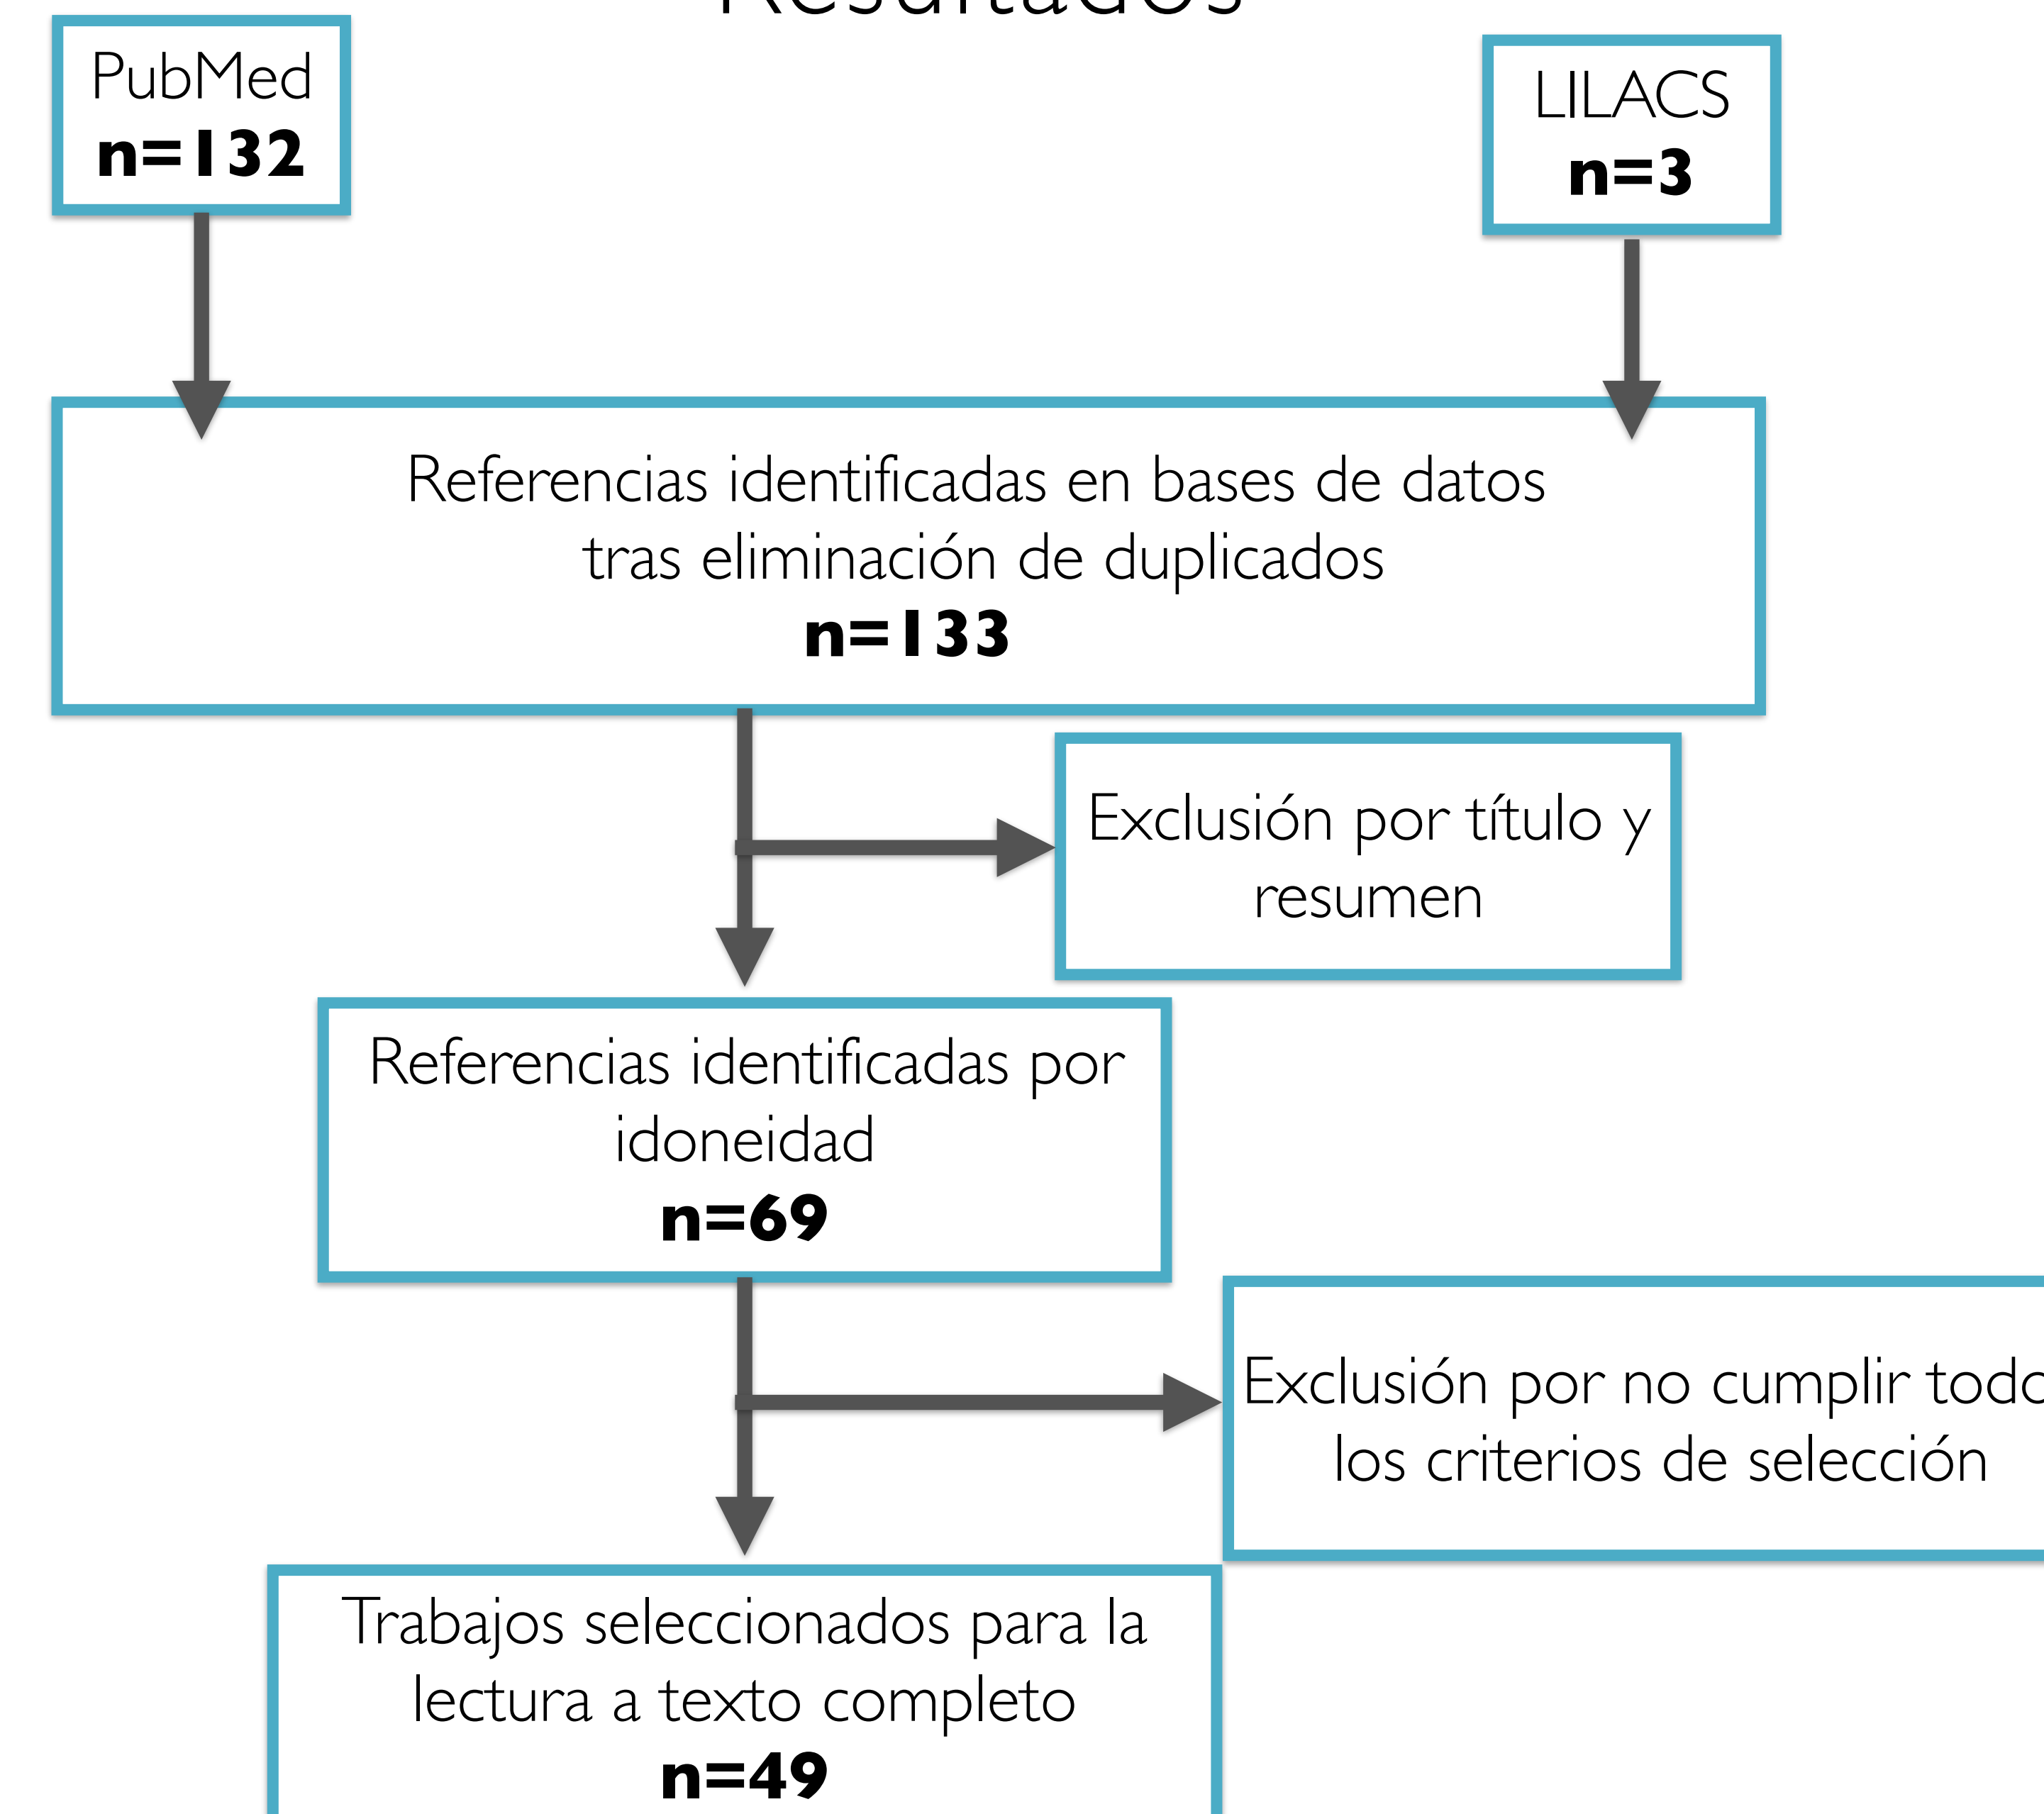 Resultados
PubMed
n=132
LILACS
n=3
Referencias identificadas en bases de datos
tras eliminación de duplicados
n=133
Exclusión por título y
resumen
Referencias identificadas por
idoneidad
n=69
Exclusión por no cumplir todo
los criterios de selección
Trabajos seleccionados para la
lectura a texto completo
n=49